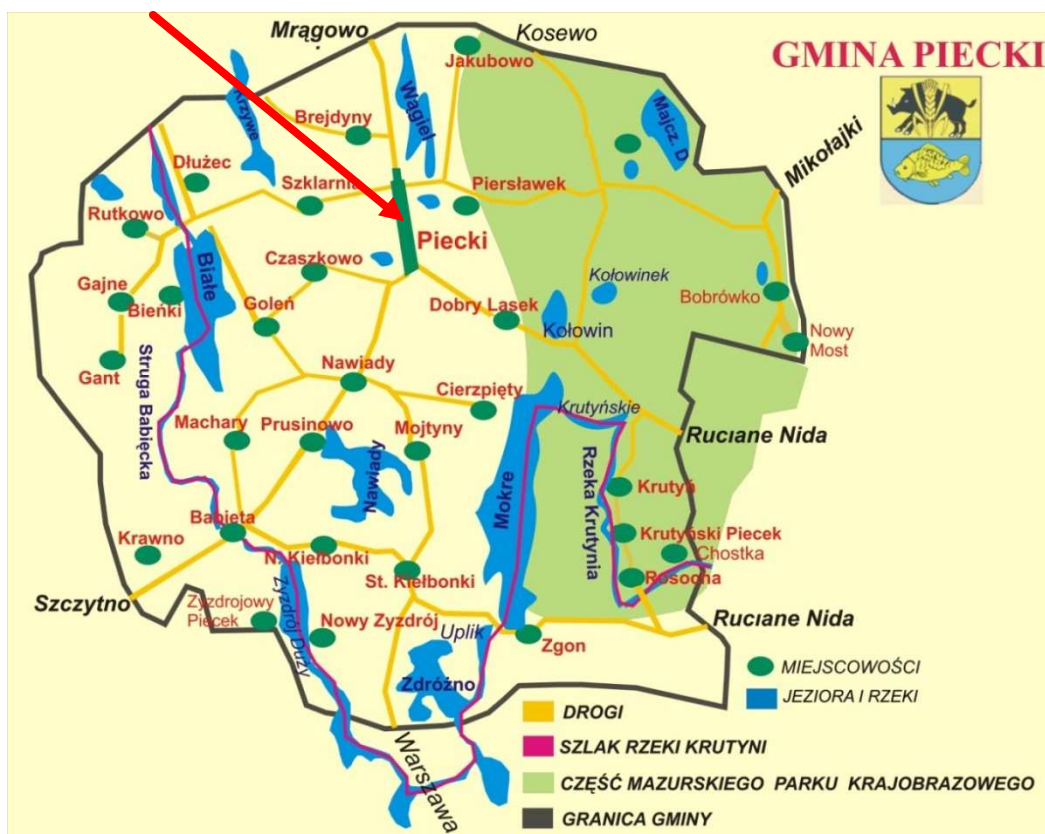 Mrągowo
Kosewo
GMINA PIECKI
Jakubowo
Krzywe
Wągiel
Majcz. D
Brejdyny
Mikołajki
Dłużec
Szklarnia
Piersławek
Rutkowo
Piecki
Białe
Czaszkowo
Kołowinek
Gajne
Bieńki
Goleń
Dobry Lasek
Kołowin
Bobrówko
Nowy
Most
Gant
Nawiady
Cierzpięty
Krutyńskie
Struga Babięcka
Machary
Prusinowo
Mojtyny
Rucıane Nida
Nawiady
Mokre
Rzeka Krutynia
Krutyń
Babięta
Krutyński Piecek
Krawno
N. Kiełbonki
Chostka
St. Kiełbonki
Rosocha
Szczytno
Zyzdrojowy
Piecek
Zyzdrój Duży
Nowy Zyzdrój
Uplik
Zgon
Rucıane Nida
Zdróżno
Warszawa
MIEJSCOWOŚCI
JEZIORA I RZEKI
DROGI
SZLAK RZEKI KRUTYNI
CZĘŚĆ MAZURSKIEGO PARKU KRAJOBRAZOWEGO
GRANICA GMINY